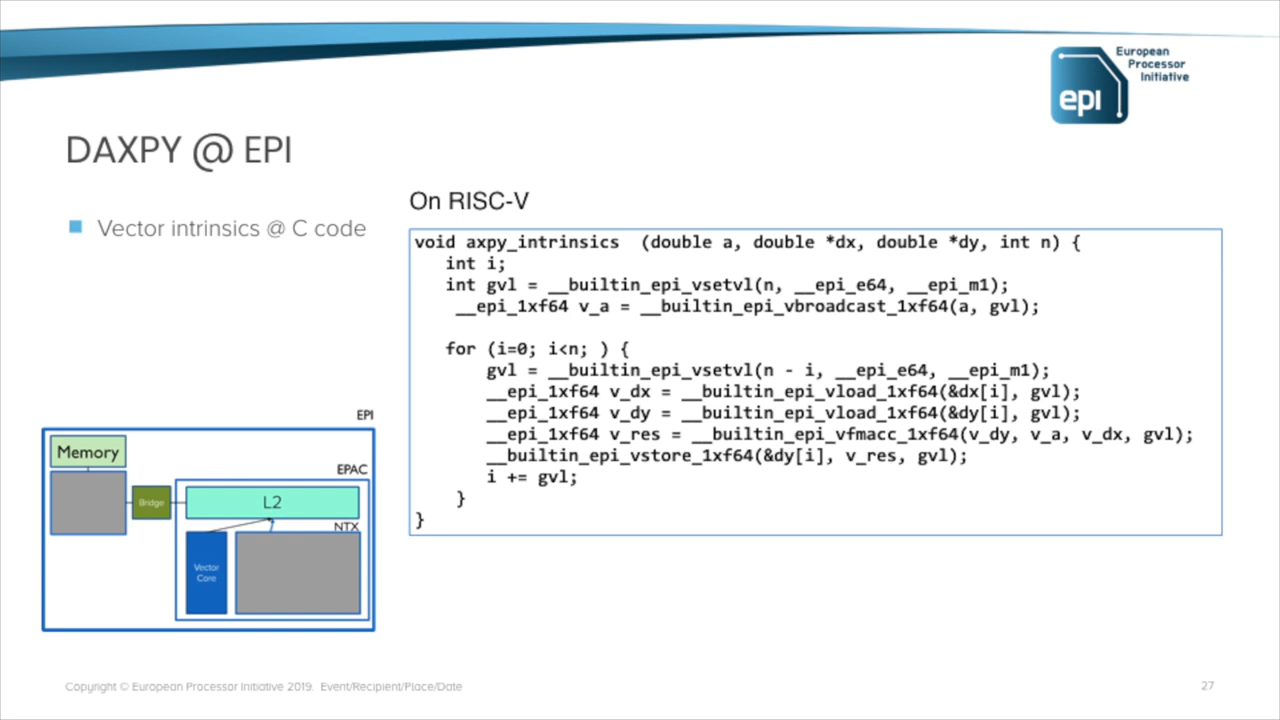 European
Processor
Initiative
epi
DAXPY @ EPI
Vector intrinsics @ C code
On RISC-V
void axpy_intrinsics  (double a, double *dx, double *dy, int n) {
   int i;
   int gvl = __builtin_epi_vsetvl(n, __epi_e64, __epi_m1);
    __epi_1xf64 v_a = __builtin_epi_vbroadcast_1xf64(a, gvl);
   for (i=0; i<n; ) {
       gvl = __builtin_epi_vsetvl(n - i, __epi_e64, __epi_m1);
       __epi_1xf64 v_dx = __builtin_epi_vload_1xf64(&dx[i], gvl);
       __epi_1xf64 v_dy = __builtin_epi_vload_1xf64(&dy[i], gvl);
       __epi_1xf64 v_res = __builtin_epi_vfmacc_1xf64(v_dy, v_a, v_dx, gvl);
       __builtin_epi_vstore_1xf64(&dy[i], v_res, gvl);
       i += gvl;
    }
}
EPI
Memory
EPAC
Bridge
L2
NTX
Vector
Core
Copyright © European Processor Initiative 2019.  Event/Recipient/Place/Date
27